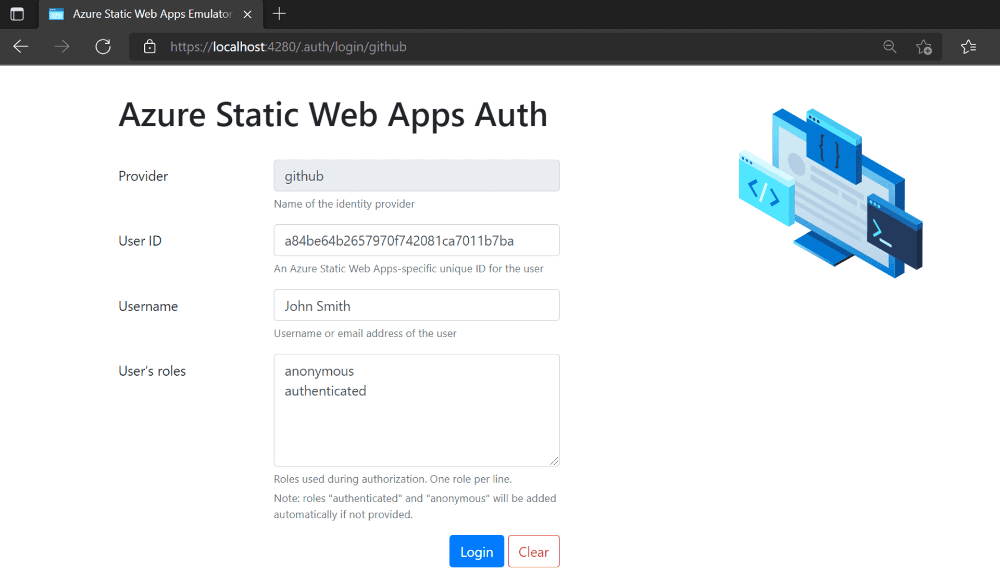 Azure Static Web Apps Emulator
https://localhost:4280/.auth/login/github
Azure Static Web Apps Auth
Provider
github
Name of the identity provider
User ID
a84be64b2657970f742081ca7011b7ba
An Azure Static Web Apps-specific unique ID for the user
Username
John Smith
Username or email address of the user
User's roles
anonymous
authenticated
Roles used during authorization. One role per line.
Note: roles "authenticated" and "anonymous" will be added
automatically if not provided.
Login
Clear